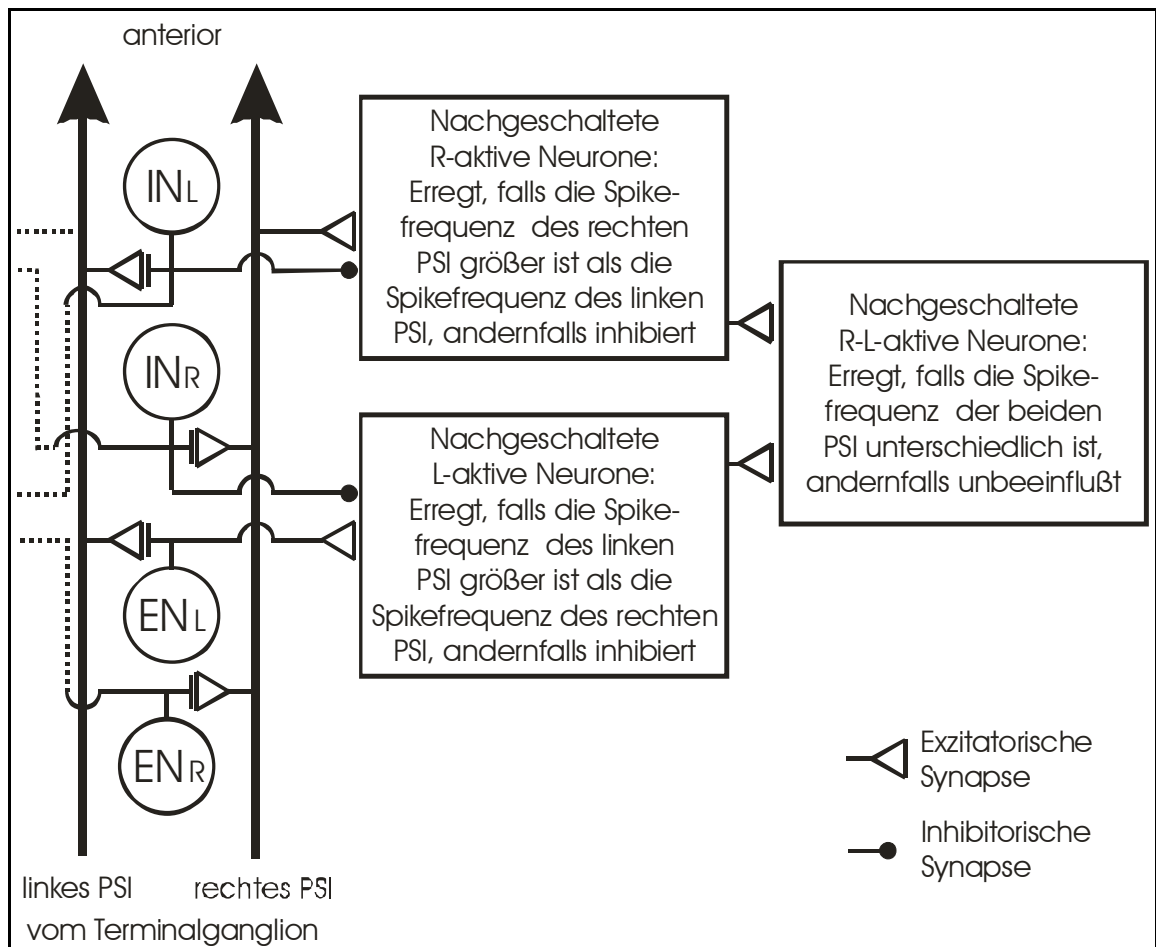 anterior
INL
INR
ENL
ENR
linkes PSI
rechtes PSI
vom Terminalganglion
Nachgeschaltete
R-aktive Neurone:
Erregt, falls die Spike-
frequenz der rechten
PSI größer ist als die
Spikefrequenz des linken
PSI, andernfalls inhibiert
Nachgeschaltete
L-aktive Neurone:
Erregt, falls die Spike-
frequenz des linken
PSI größer ist als die
Spikefrequenz des rechten
PSI, andernfalls inhibiert
Nachgeschaltete
R-L-aktive Neurone:
Erregt, falls die Spike-
frequenz der beiden
PSI unterschiedlich ist,
andernfalls unbeeinflußt
Exzitatorische
Synapse
Inhibitorische
Synapse